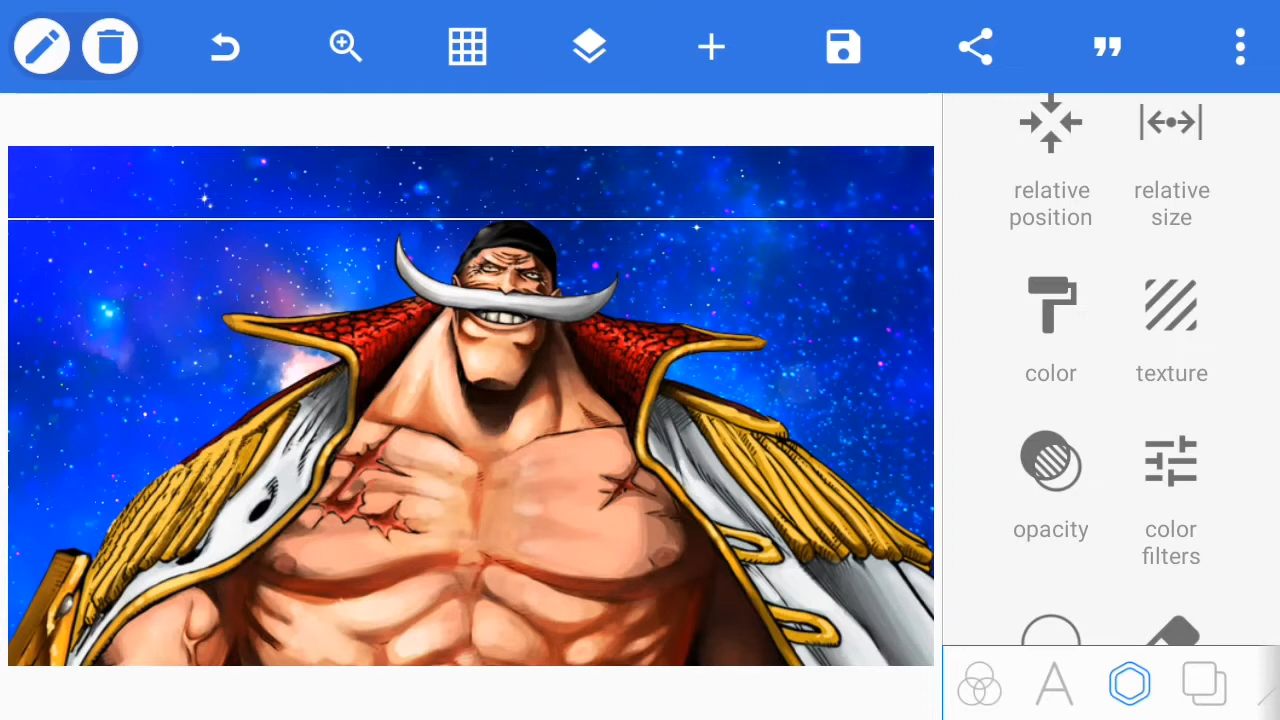 relative
position
relative
size
color
texture
opacity
color
filters